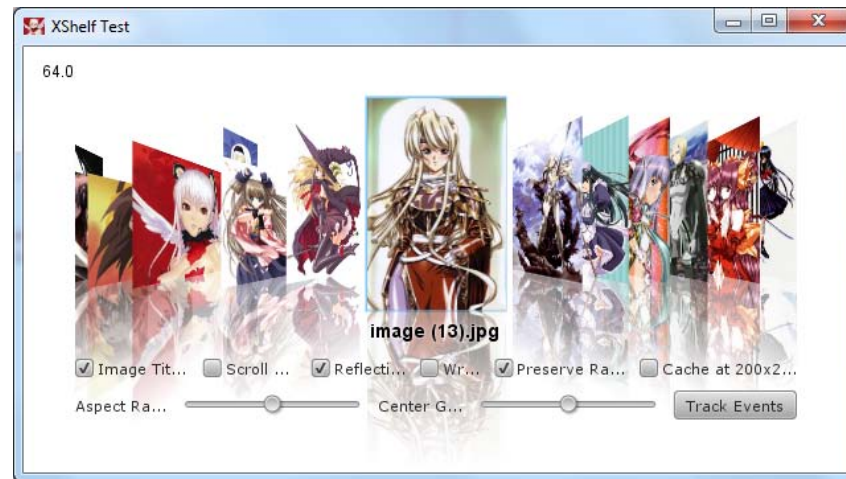 XShelf Test
64.0
image (13).jpg
Image Tit... Scroll ... Reflecti... Wr... Preserve Ra... Cache at 200x2...
Aspect Ra... Center G... Track Events